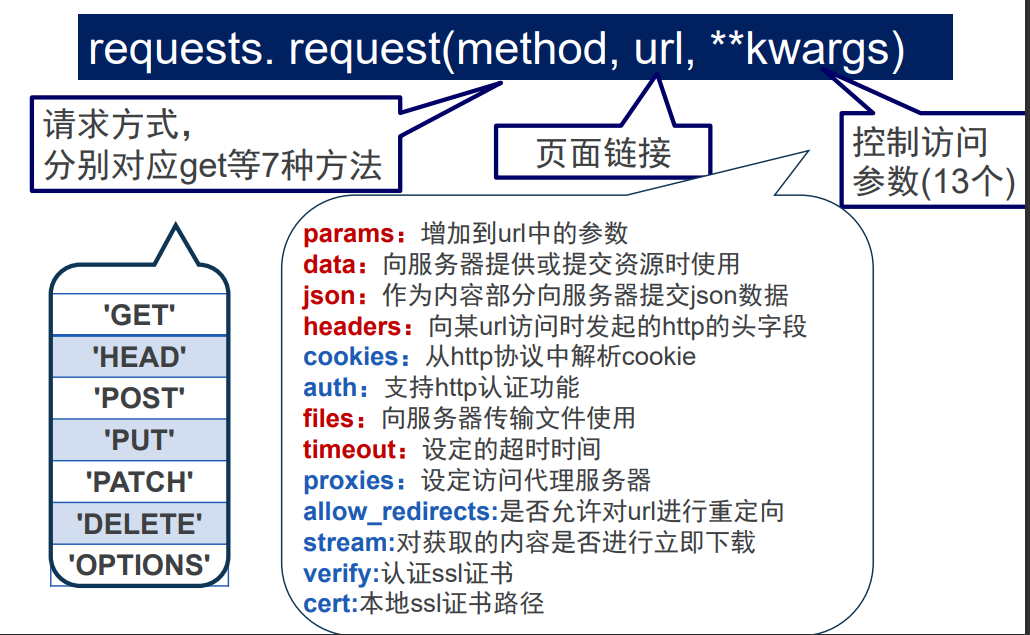 requests. request(method, url, **kwargs)
请求方式，
分别对应get等7种方法
页面链接
控制访问
参数(13个)
'GET'
'HEAD'
'POST'
'PUT'
'PATCH'
'DELETE'
'OPTIONS'
params：增加到url中的参数
data：向服务器提供或提交资源时使用
json：作为内容部分向服务器提交json数据
headers：向某url访问时发起的http的头字段
cookies：从http协议中解析cookie
auth：支持http认证功能
files：向服务器传输文件使用
timeout：设定的超时时间
proxies：设定访问代理服务器
allow_redirects:是否允许对url进行重定向
stream:对获取的内容是否进行立即下载
verify:认证ssl证书
cert:本地ssl证书路径